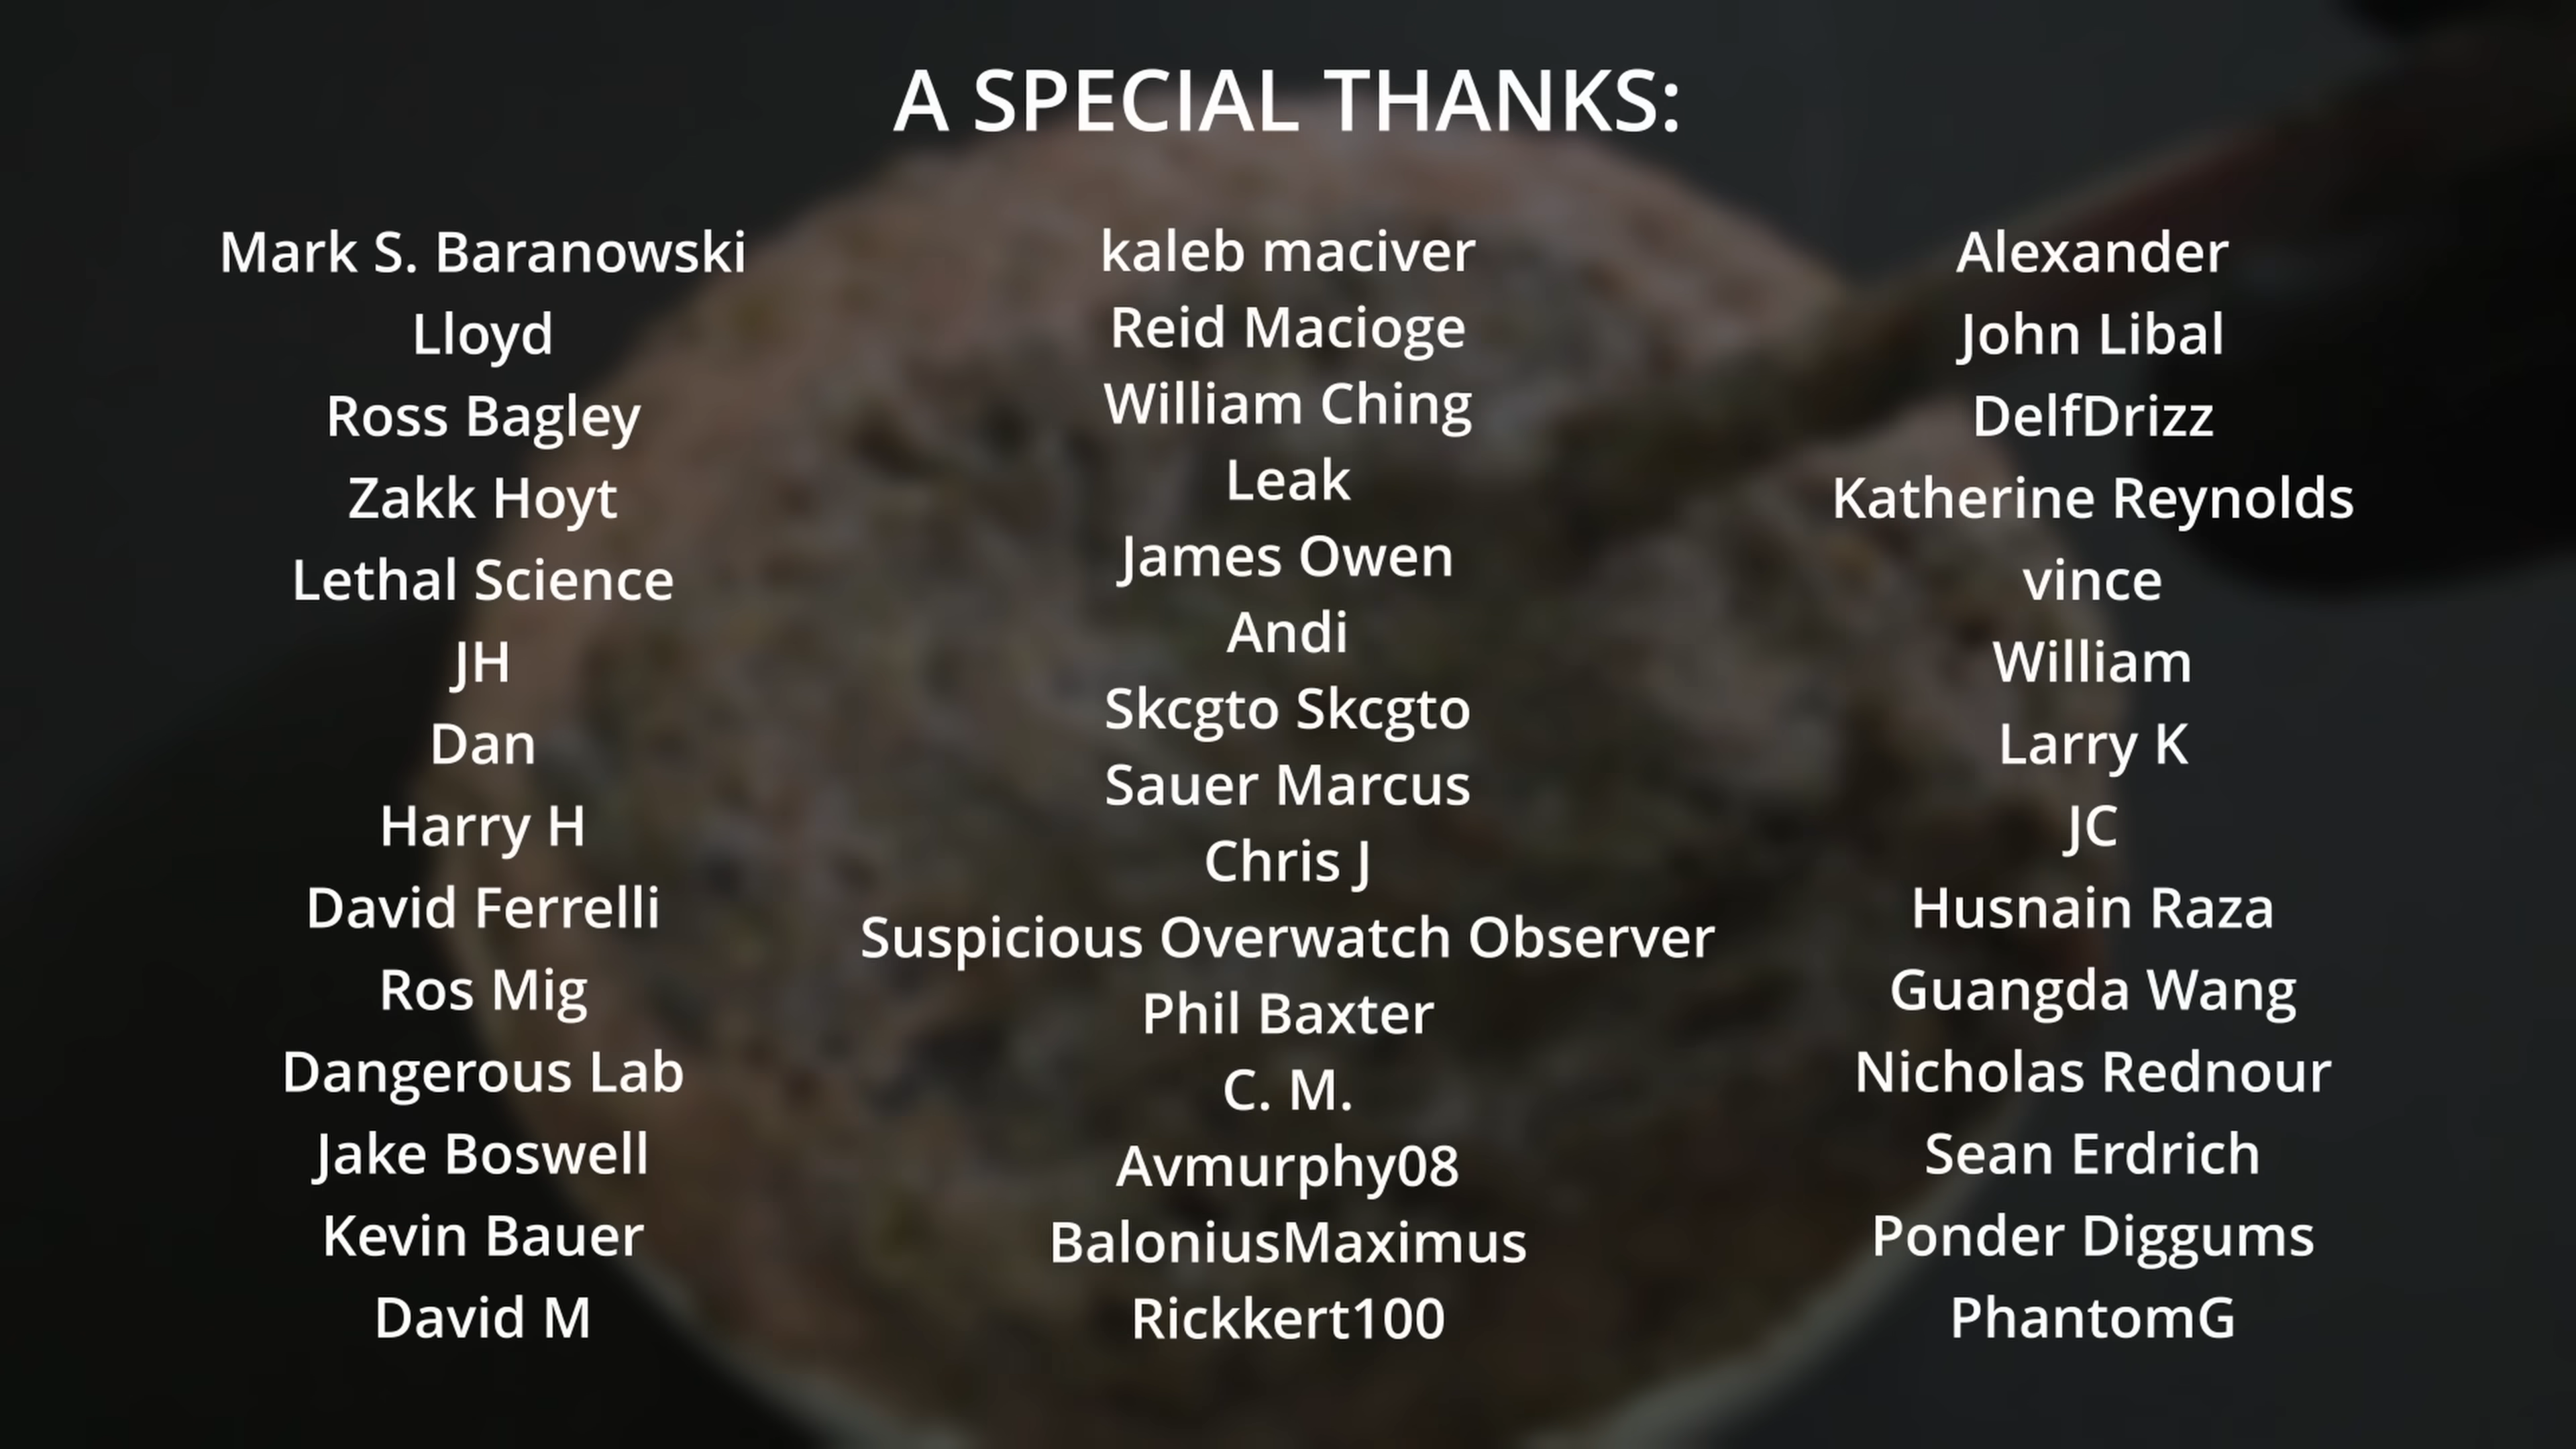 A SPECIAL THANKS:
Mark S. Baranowski
Lloyd
Ross Bagley
Zakk Hoyt
Lethal Science
JH
Dan
Harry H
David Ferrelli
Ros Mig
Dangerous Lab
Jake Boswell
Kevin Bauer
David M
kaleb maciver
Reid Macioge
William Ching
Leak
James Owen
Andi
Skcgto Skcgto
Sauer Marcus
Chris J
Suspicious Overwatch Observer
Phil Baxter
C. M.
Avmurphy08
BaloniusMaximus
Rickkert100
Alexander
John Libal
DelfDrizz
Katherine Reynolds
vince
William
Larry K
JC
Husnain Raza
Guangda Wang
Nicholas Rednour
Sean Erdrich
Ponder Diggums
PhantomG